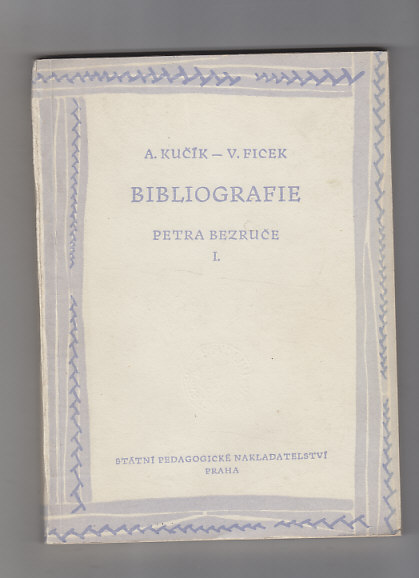 A. KUČÍK – V. FICEK
BIBLIOGRAFIE
PETRA BEZRUČE
I.
STÁTNÍ PEDAGOGICKÉ NAKLADATELSTVÍ
PRAHA